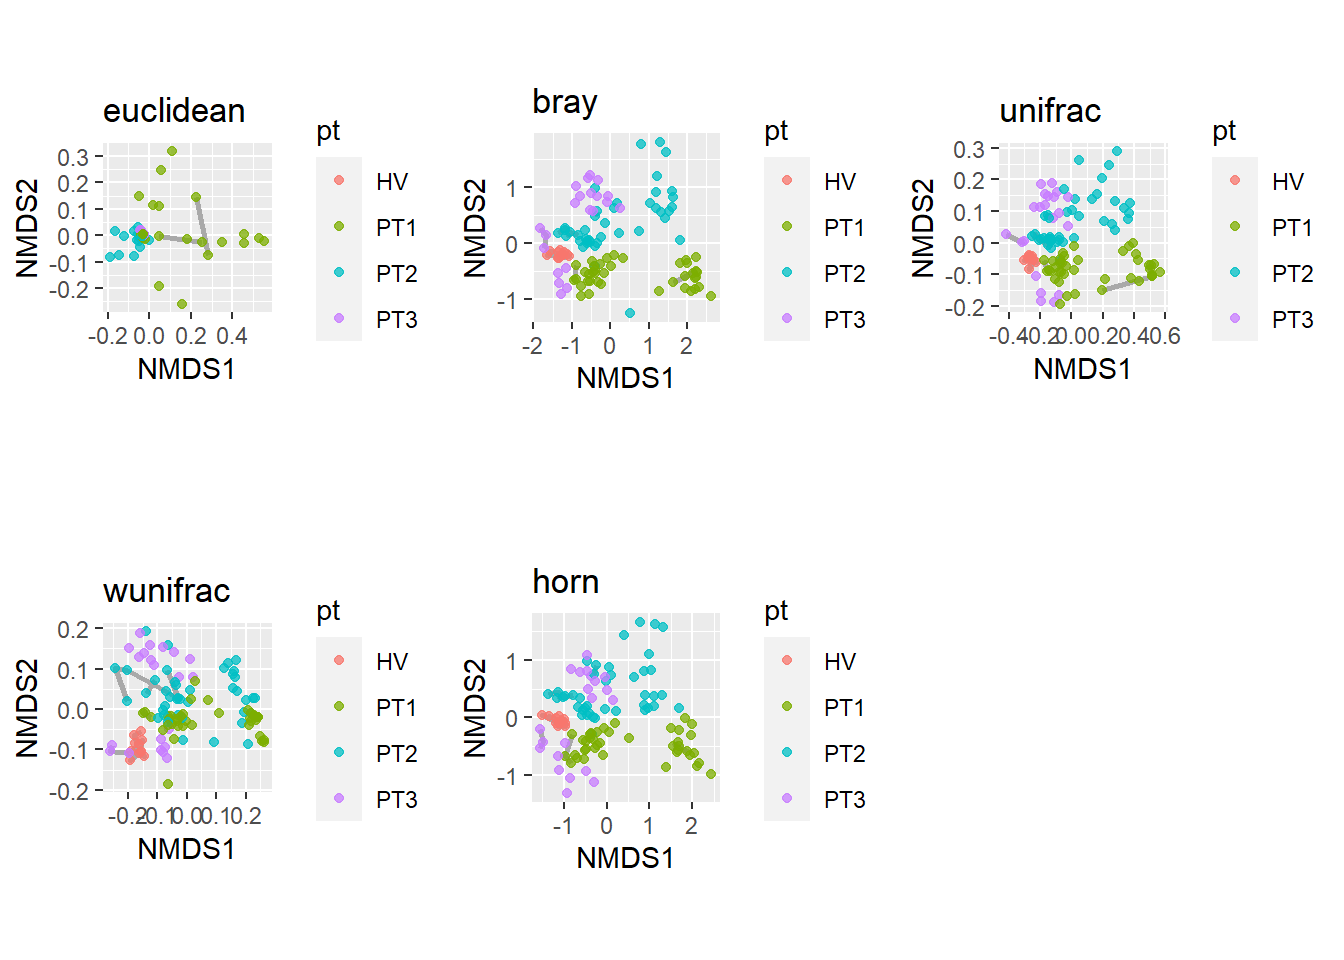 euclidean
NMDS2
0.3
0.2
0.1
0.0
-0.1
-0.2
-0.2 0.0 0.2 0.4
NMDS1
pt
HV
PT1
PT2
PT3
bray
NMDS2
1
0
-1
-2 -1 0 1 2
NMDS1
pt
HV
PT1
PT2
PT3
unifrac
NMDS2
0.3
0.2
0.1
0.0
-0.1
-0.2
-0.4 -0.2 0.0 0.2 0.4 0.6
NMDS1
pt
HV
PT1
PT2
PT3
wunifrac
NMDS2
0.2
0.1
0.0
-0.1
-0.2
-0.2 -0.1 0.0 0.1 0.2
NMDS1
pt
HV
PT1
PT2
PT3
horn
NMDS2
1
0
-1
-1 0 1 2
NMDS1
pt
HV
PT1
PT2
PT3